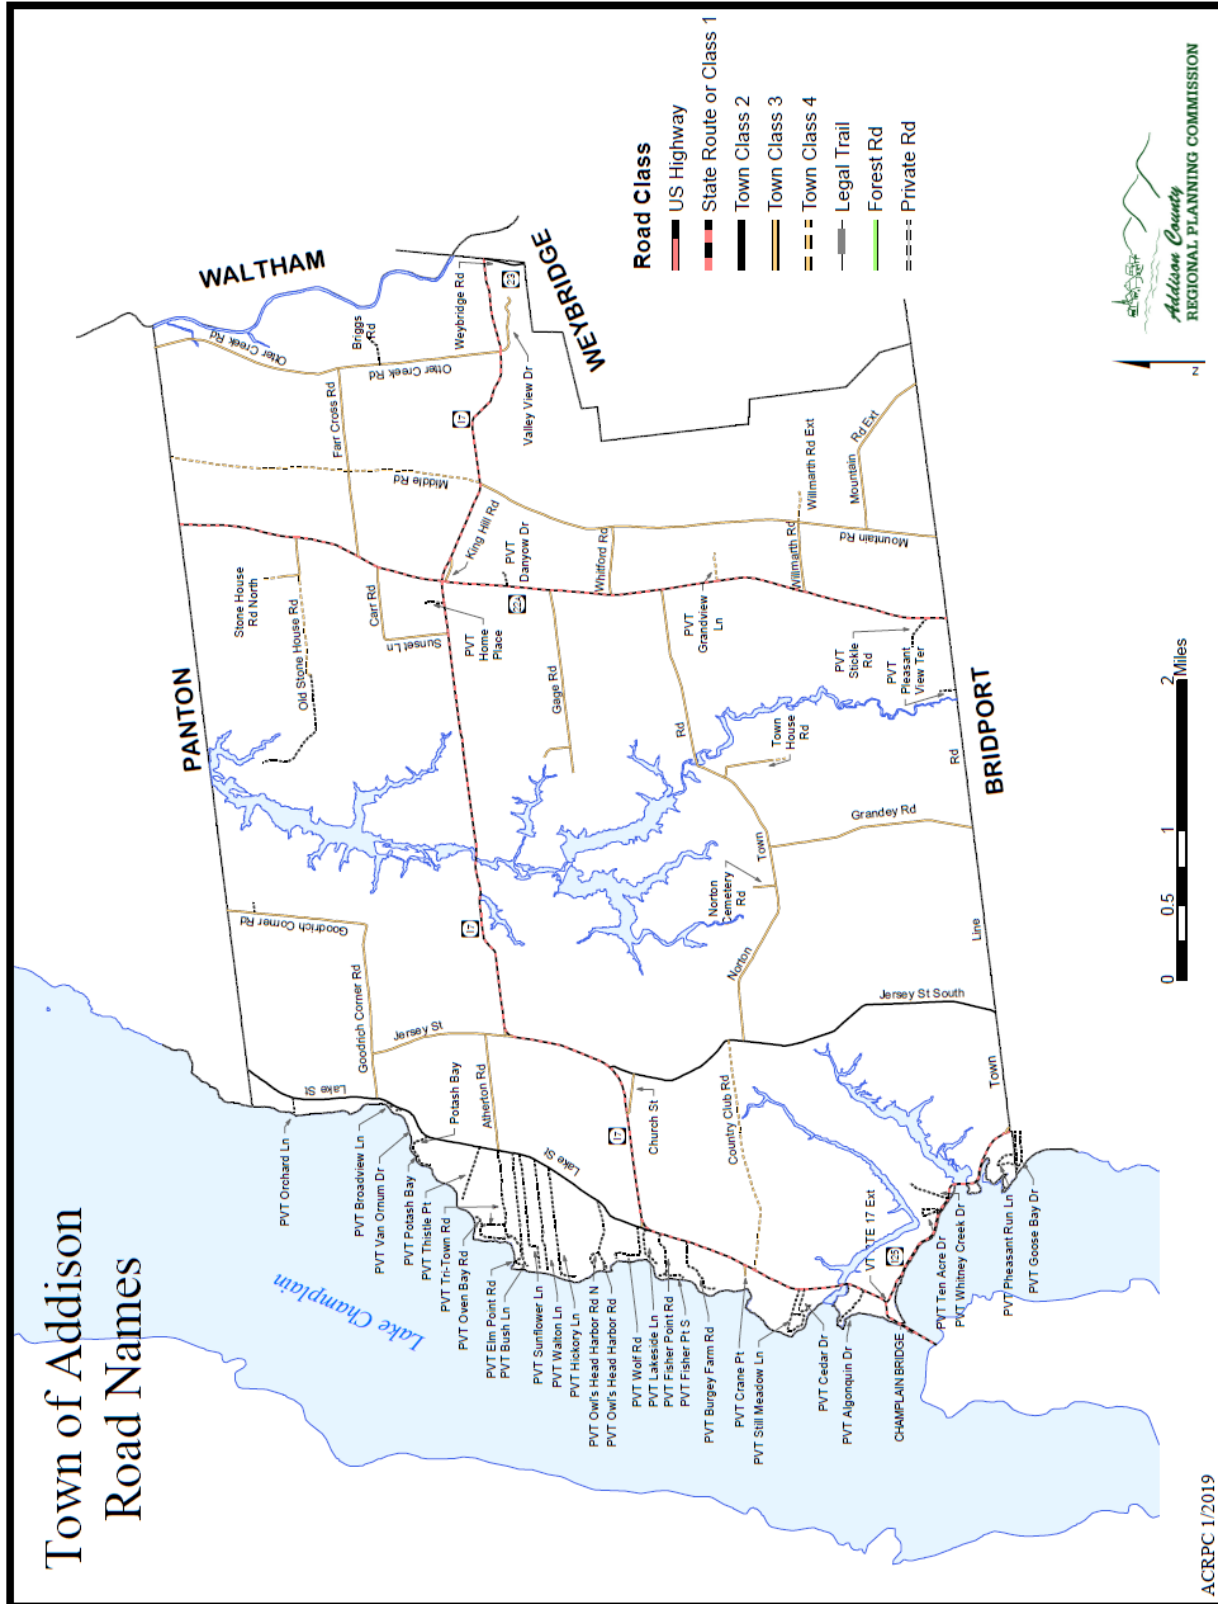 Town of Addison
Road Names
Lake Champlain
PANTON
WALTHAM
WEYBRIDGE
BRIDPORT
Road Class
US Highway
State Route or Class 1
Town Class 2
Town Class 3
Town Class 4
Legal Trail
Forest Rd
Private Rd
Addison County
REGIONAL PLANNING COMMISSION
N
0
0.5
1
2
Miles
ACRPC 1/2019
PVT Orchard Ln
PVT Broadview Ln
PVT Van Ornum Dr
PVT Potash Bay
PVT Thistle Pt
PVT Tri-Town Rd
PVT Oven Bay Rd
PVT Elm Point Rd
PVT Bush Ln
PVT Sunflower Ln
PVT Walton Ln
PVT Hickory Ln
PVT Owl's Head Harbor Rd N
PVT Owl's Head Harbor Rd
PVT Wolf Rd
PVT Lakeside Ln
PVT Fisher Point Rd
PVT Fisher Pt S
PVT Burgey Farm Rd
PVT Crane Pt
PVT Still Meadow Ln
PVT Cedar Dr
PVT Algonquin Dr
CHAMPLAIN BRIDGE
PVT Ten Acre Dr
PVT Whitney Creek Dr
PVT Pheasant Run Ln
PVT Goose Bay Dr
Lake St
Potash Bay
Lake St
Goodrich Corner Rd
Goodrich Corner Rd
Jersey St
Atherton Rd
17
Church St
Country Club Rd
125
Jersey St South
Norton
Town
Rd
Norton
Cemetery
Rd
Town
House
Rd
Grandey Rd
Town
Line
Rd
17
Stone House
Rd North
Old Stone House Rd
Carr Rd
Sunset Ln
PVT
Home
Place
Gage Rd
22A
PVT
Danyow Dr
King Hill Rd
Whitford Rd
PVT
Grandview
Ln
Willmarth Rd
Willmarth Rd Ext
Mountain Rd
Mountain
Rd Ext
PVT
Stickle
Rd
PVT
Pleasant
View Ter
Middle Rd
Farr Cross Rd
Otter Creek Rd
Otter Creek Rd
Briggs
Rd
17
Weybridge Rd
23
Valley View Dr